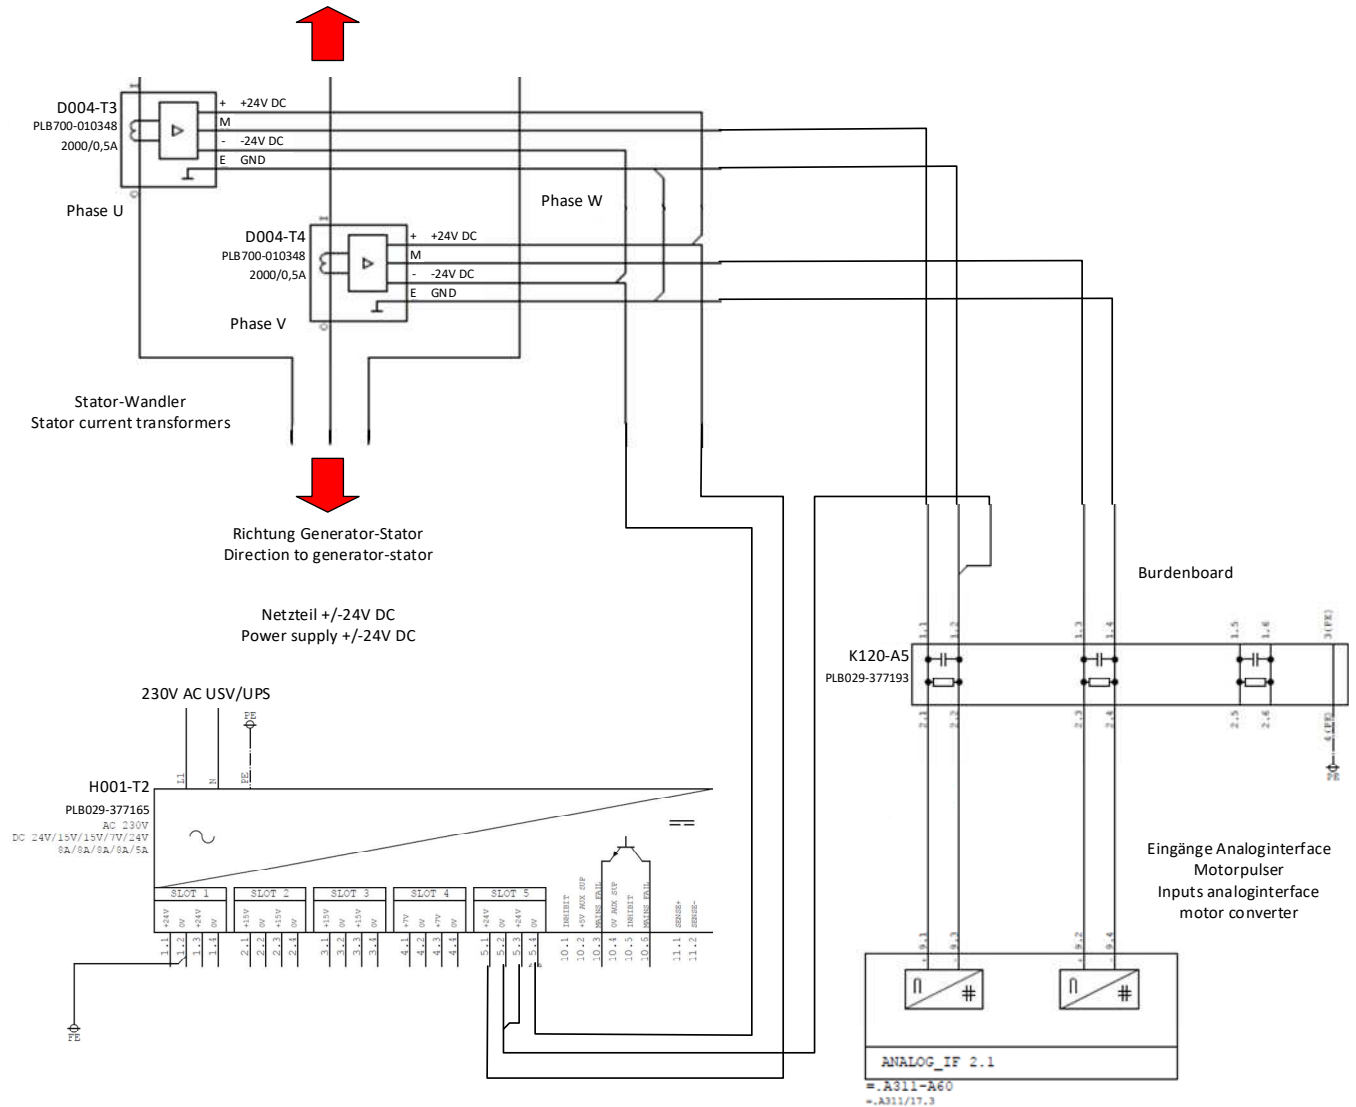 I
D004-T3
PLB700-010348
2000/0,5A
+ +24V DC
M
- -24V DC
E GND
O
Phase U
Phase W
I
D004-T4
PLB700-010348
2000/0,5A
+ +24V DC
M
- -24V DC
E GND
O
Phase V
Stator-Wandler
Stator current transformers
Richtung Generator-Stator
Direction to generator-stator
Netzteil +/-24V DC
Power supply +/-24V DC
Burdenboard
1.1 1.2 1.3 1.4 1.5 1.6 3(PE)
K120-A5
PLB029-377193
2.1 2.2 2.3 2.4 2.5 2.6 4(PE)
230V AC USV/UPS
PE
L1 N PE
H001-T2
PLB029-377165
AC 230V
DC 24V/15V/15V/7V/24V
8A/8A/8A/8A/5A
SLOT 1 SLOT 2 SLOT 3 SLOT 4 SLOT 5
+24V 0V +24V 0V +15V 0V +15V 0V +15V 0V +15V 0V +7V 0V +7V 0V +24V 0V +24V 0V
INHIBIT +5V AUX SUP MAINS FAIL 0V AUX SUP INHIBIT MAINS FAIL SENSE+ SENSE-
1.1 1.2 1.3 1.4 2.1 2.2 2.3 2.4 3.1 3.2 3.3 3.4 4.1 4.2 4.3 4.4 5.1 5.2 5.3 5.4 10.1 10.2 10.3 10.4 10.5 10.6 11.1 11.2
FE
Eingänge Analoginterface
Motorpulser
Inputs analoginterface
motor converter
+ 9.1 - 9.3 + 9.2 - 9.4
∩ # ∩ #
ANALOG_IF 2.1
=.A311-A60
=.A311/17.3